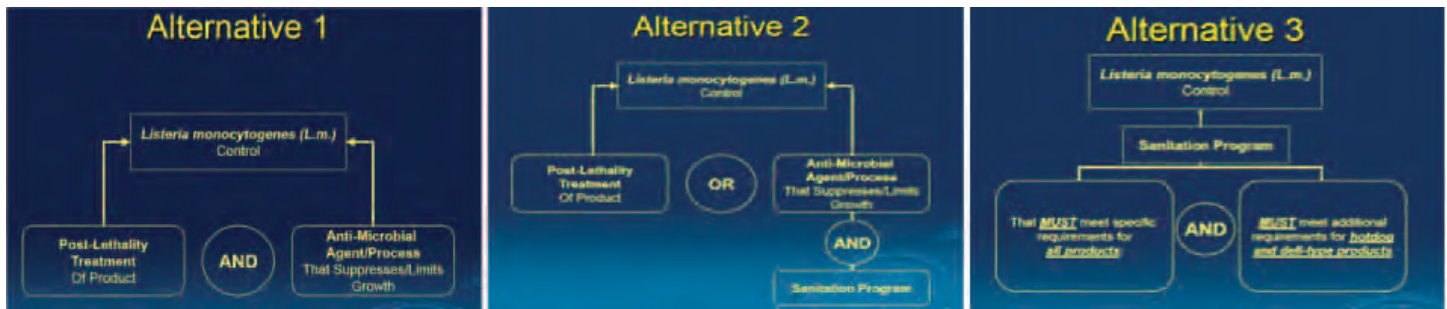 Alternative 1
Listeria monocytogenes (L.m.)
Control
Post-Lethality
Treatment
Of Product
AND
Anti-Microbial
Agent/Process
That Suppresses/Limits
Growth
Alternative 2
Listeria monocytogenes (L.m.)
Control
Post-Lethality
Treatment
Of Product
OR
Anti-Microbial
Agent/Process
That Suppresses/Limits
Growth
AND
Sanitation Program
Alternative 3
Listeria monocytogenes (L.m.)
Control
Sanitation Program
That MUST meet specific
requirements for
all products
AND
MUST meet additional
requirements for hotdog
and deli-type products